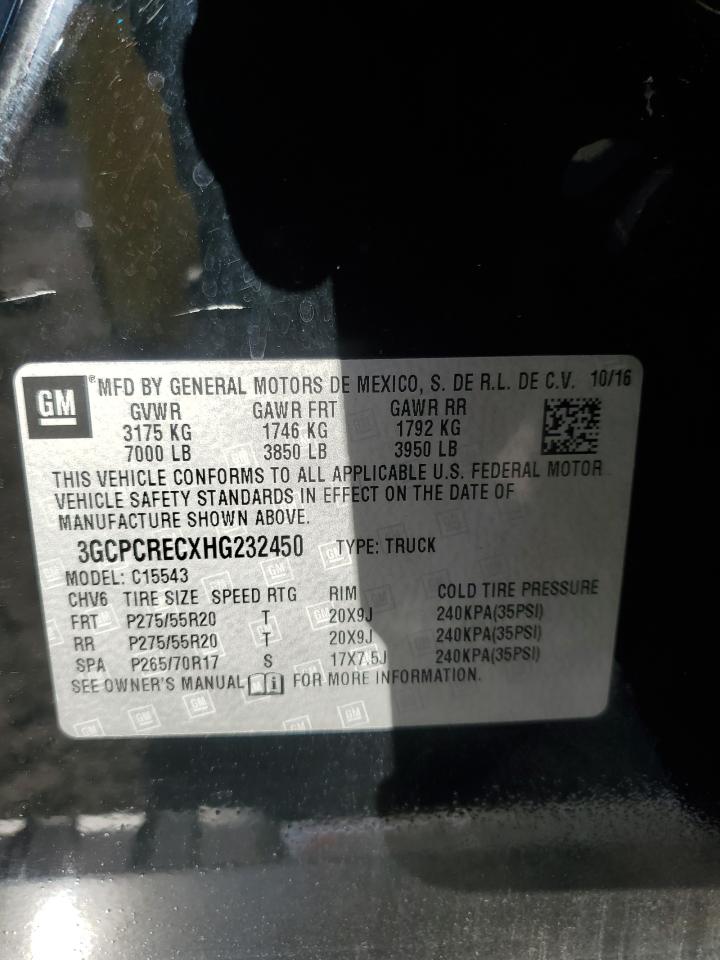 GM
® MFD BY GENERAL MOTORS DE MEXICO, S. DE R.L. DE C.V. 10/16
GVWR GAWR FRT GAWR RR
3175 KG 1746 KG 1792 KG
7000 LB 3850 LB 3950 LB
THIS VEHICLE CONFORMS TO ALL APPLICABLE U.S. FEDERAL MOTOR
VEHICLE SAFETY STANDARDS IN EFFECT ON THE DATE OF
MANUFACTURE SHOWN ABOVE.
3GCPCRECXHG232450 TYPE: TRUCK
MODEL: C15543
CHV6 TIRE SIZE SPEED RTG RIM COLD TIRE PRESSURE
FRT P275/55R20 T 20X9J 240KPA(35PSI)
RR P275/55R20 T 20X9J 240KPA(35PSI)
SPA P265/70R17 S 17X7.5J 240KPA(35PSI)
SEE OWNER'S MANUAL i FOR MORE INFORMATION.